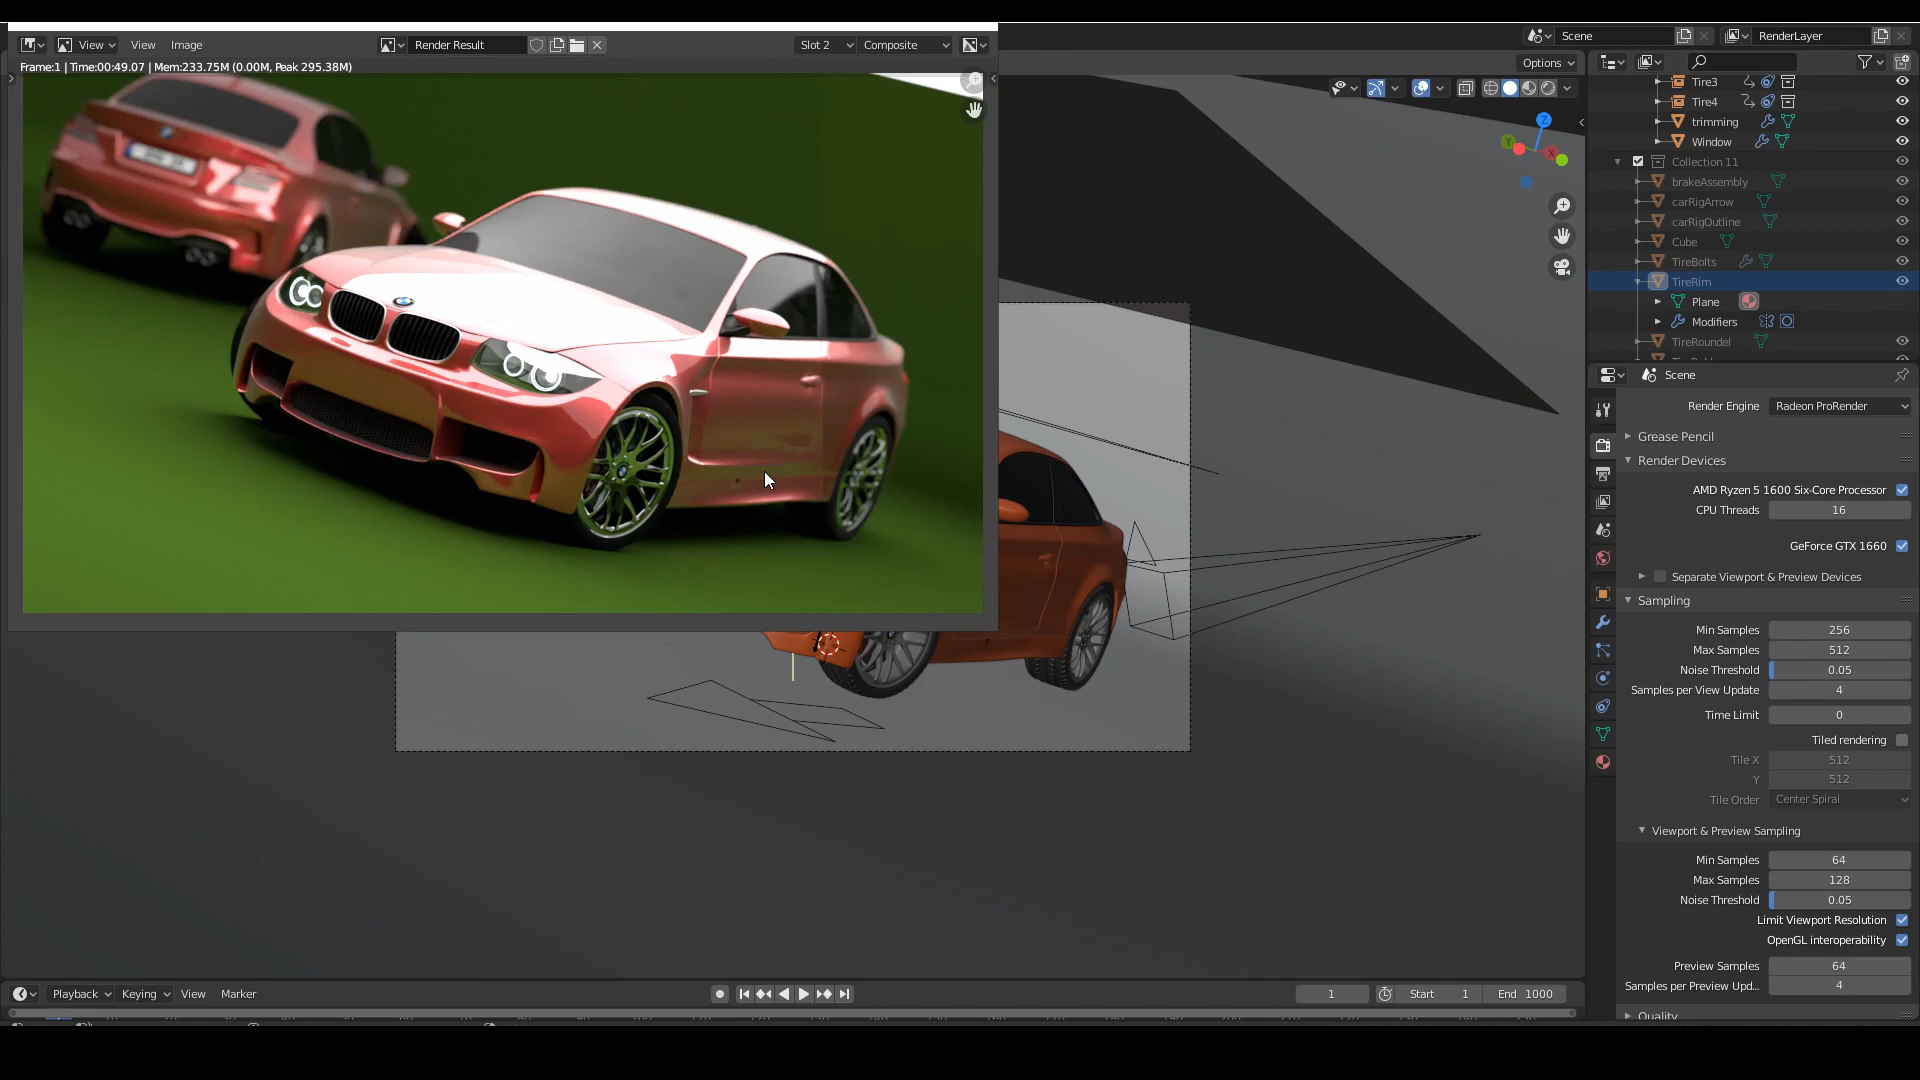 View
View
Image
Render Result
Slot 2
Composite
Frame:1 | Time:00:49.07 | Mem:233.75M (0.00M, Peak 295.38M)
Scene
RenderLayer
Options
Z
Y
X
Tire3
Tire4
trimming
Window
Collection 11
brakeAssembly
carRigArrow
carRigOutline
Cube
TireBolts
TireRim
Plane
Modifiers
TireRoundel
Scene
Render Engine
Radeon ProRender
Grease Pencil
Render Devices
AMD Ryzen 5 1600 Six-Core Processor
CPU Threads 16
GeForce GTX 1660
Separate Viewport & Preview Devices
Sampling
Min Samples 256
Max Samples 512
Noise Threshold 0.05
Samples per View Update 4
Time Limit 0
Tiled rendering
Tile X 512
Y 512
Tile Order Center Spiral
Viewport & Preview Sampling
Min Samples 64
Max Samples 128
Noise Threshold 0.05
Limit Viewport Resolution
OpenGL interoperability
Preview Samples 64
Samples per Preview Upd... 4
Quality
Playback
Keying
View
Marker
1
Start 1
End 1000